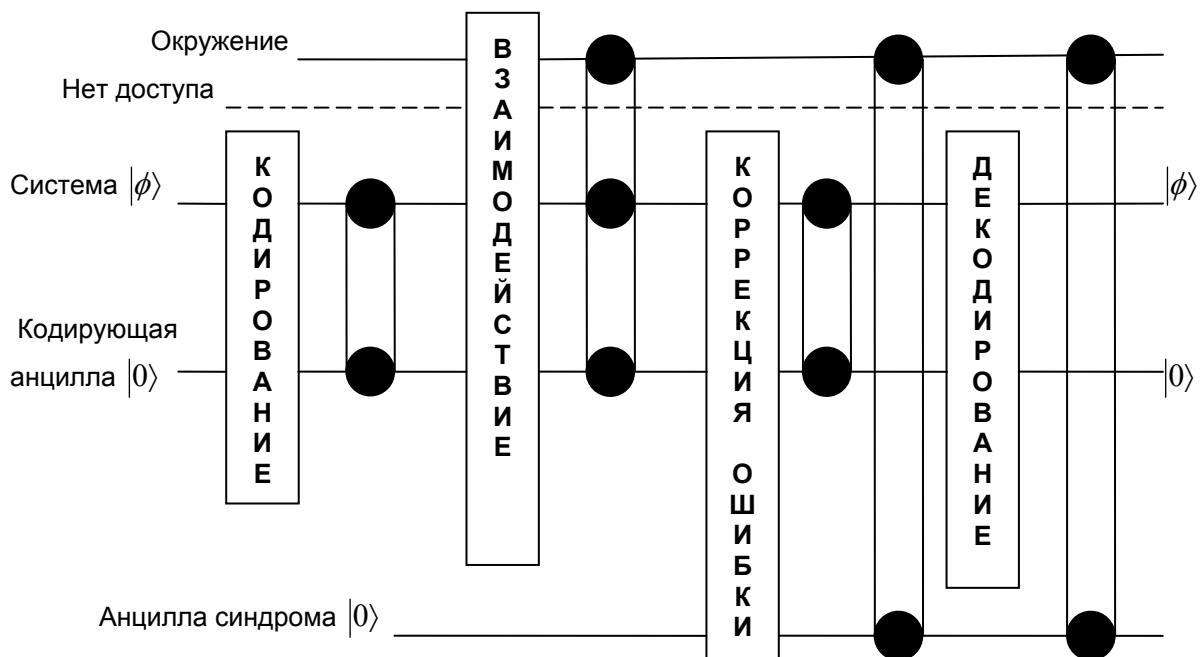 Окружение
Нет доступа
Система |ϕ⟩
Кодирующая
анцилла |0⟩
Анцилла синдрома |0⟩
КОДИРОВАНИЕ
ВЗАИМОДЕЙСТВИЕ
КОРРЕКЦИЯ ОШИБКИ
ДЕКОДИРОВАНИЕ
|ϕ⟩
|0⟩